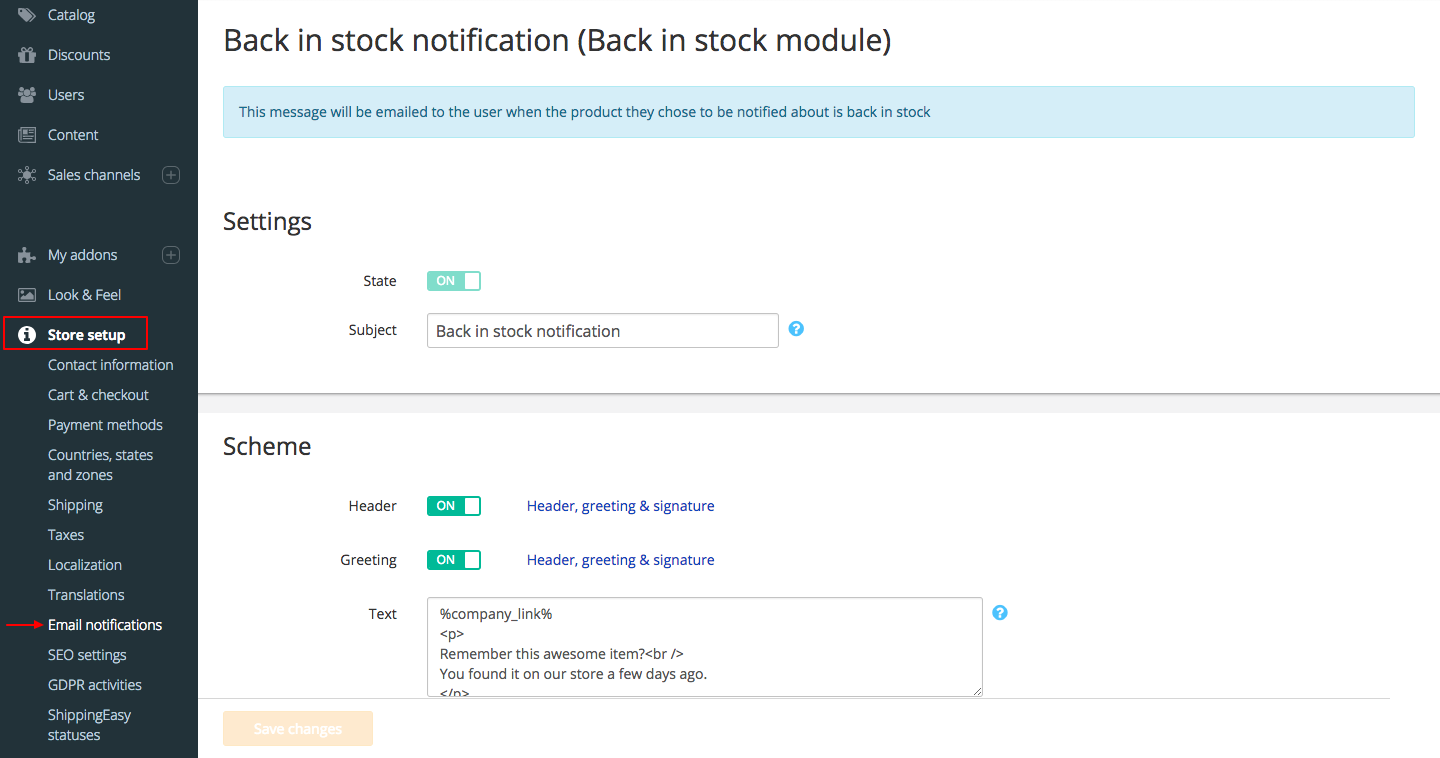 Catalog
Discounts
Users
Content
Sales channels
My addons
Look & Feel
Store setup
Contact information
Cart & checkout
Payment methods
Countries, states
and zones
Shipping
Taxes
Localization
Translations
Email notifications
SEO settings
GDPR activities
ShippingEasy
statuses
Back in stock notification (Back in stock module)
This message will be emailed to the user when the product they chose to be notified about is back in stock
Settings
State
ON
Subject
Back in stock notification
?
Scheme
Header
ON
Header, greeting & signature
Greeting
ON
Header, greeting & signature
Text
%company_link%
<p>
Remember this awesome item?<br />
You found it on our store a few days ago.
</p>
?
Save changes